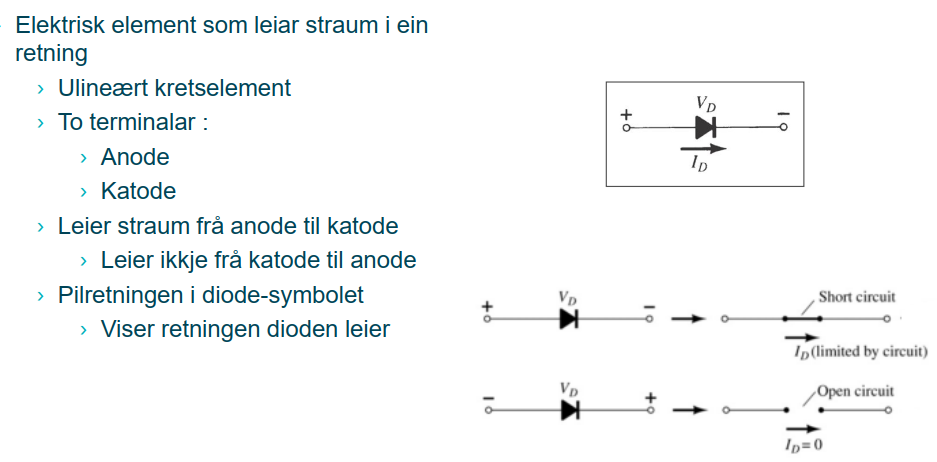 Elektrisk element som leiar straum i ein
retning
› Ulineært kretselement
› To terminalar :
› Anode
› Katode
› Leier straum frå anode til katode
› Leier ikkje frå katode til anode
› Pilretningen i diode-symbolet
› Viser retningen dioden leier
+ V_D −
I_D
+ V_D − Short circuit
I_D (limited by circuit)
− V_D + Open circuit
I_D = 0